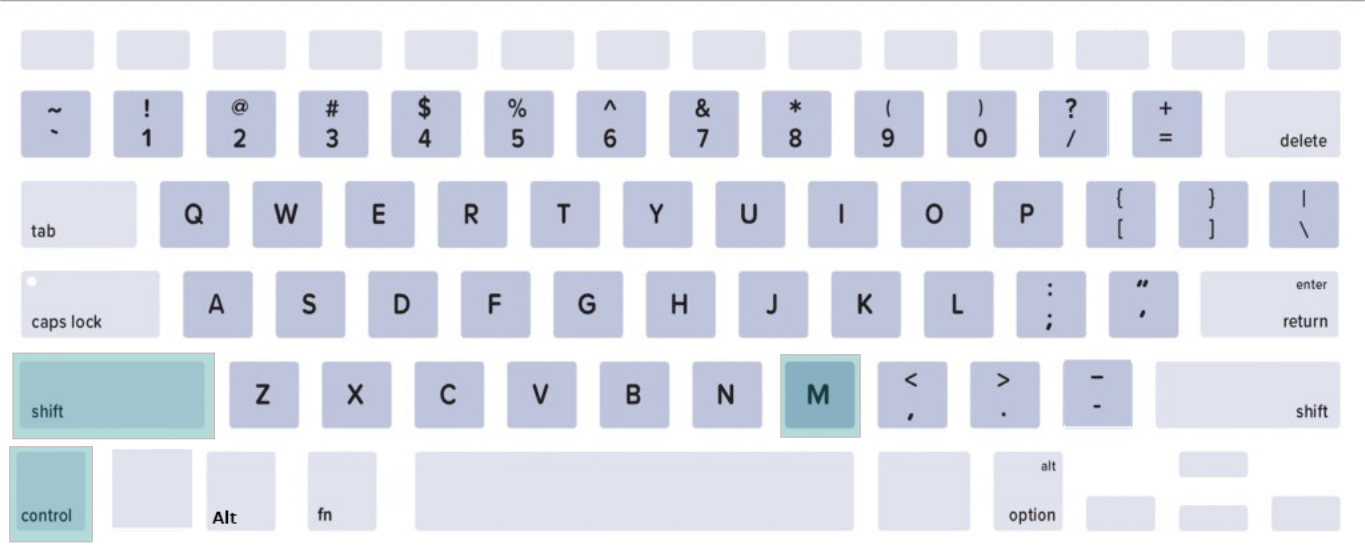 ~ ! @ # $ % ^ & * ( ) ? +
` 1 2 3 4 5 6 7 8 9 0 / = delete
tab Q W E R T Y U I O P { [ } ] | \
caps lock A S D F G H J K L : ; " ' enter return
shift Z X C V B N M < , > . – - shift
control Alt fn alt option